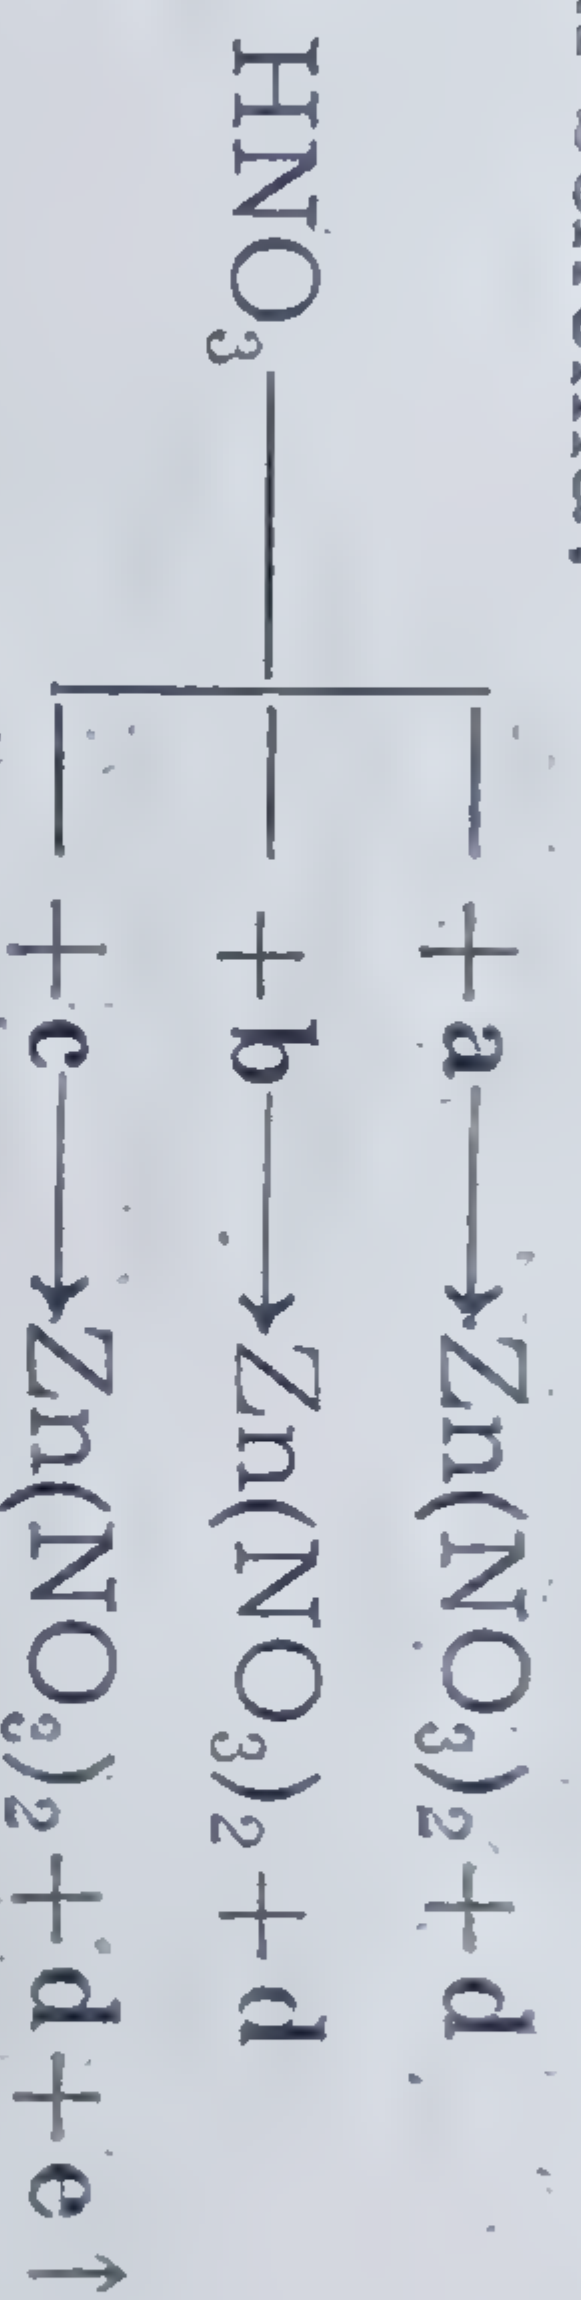 + a → Zn(NO₃)₂ + d
HNO₃ + b → Zn(NO₃)₂ + d
+ c → Zn(NO₃)₂ + d + e ↑